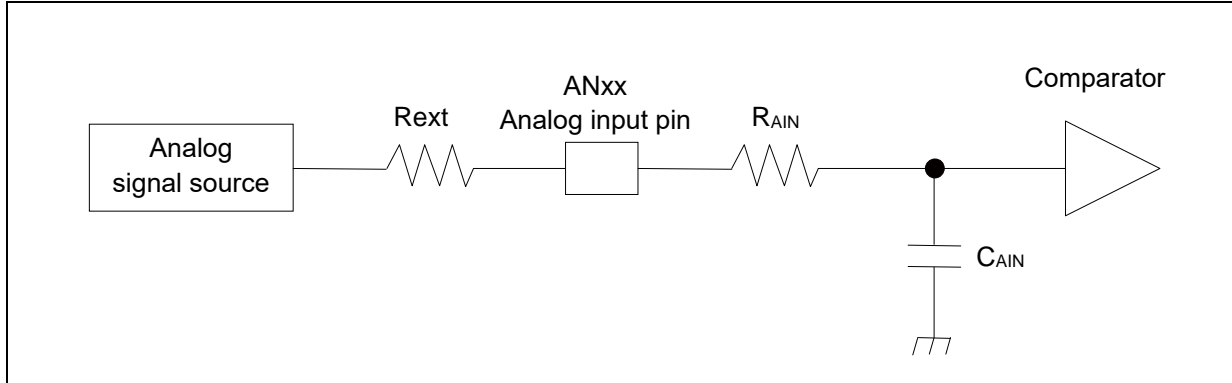 Comparator
ANxx
Analog input pin
Rext
RAIN
Analog
signal source
CAIN